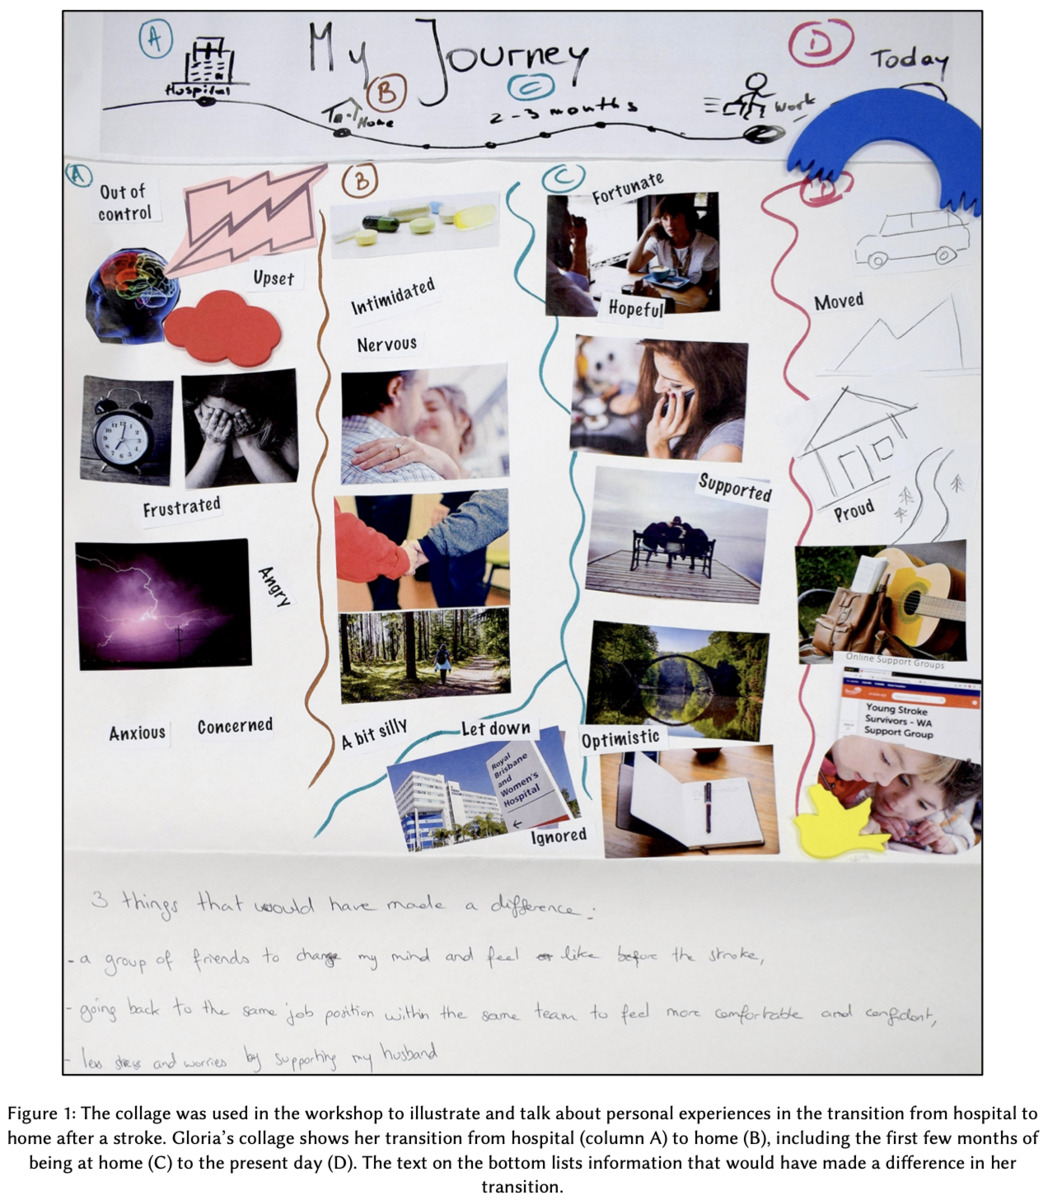 A
My Journey
D
Today
Hospital
B
Home
C
2-3 months
work
A
B
C
D
Out of
control
Upset
Frustrated
Angry
Anxious
Concerned
Intimidated
Nervous
A bit silly
Let down
Royal
Brisbane
and
Women's
Hospital
Ignored
Fortunate
Hopeful
Supported
Optimistic
Moved
Proud
Online Support Groups
Young Stroke
Survivors - WA
Support Group
3 things that would have made a difference:
- a group of friends to change my mind and feel like before the stroke,
- going back to the same job position within the same team to feel more comfortable and confident,
- less stress and worries by supporting my husband
Figure 1: The collage was used in the workshop to illustrate and talk about personal experiences in the transition from hospital to
home after a stroke. Gloria's collage shows her transition from hospital (column A) to home (B), including the first few months of
being at home (C) to the present day (D). The text on the bottom lists information that would have made a difference in her
transition.